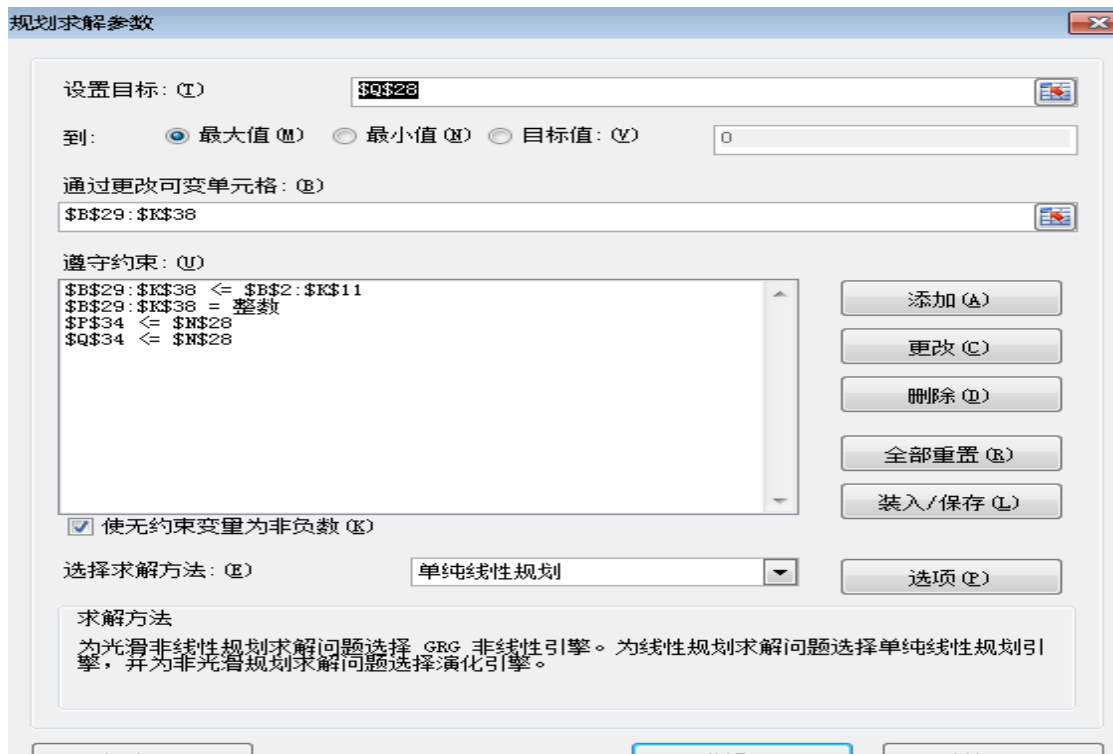 规划求解参数
设置目标:(T) $Q$28
到: 最大值(M) 最小值(N) 目标值:(V) 0
通过更改可变单元格:(B)
$B$29:$K$38
遵守约束:(U)
$B$29:$K$38 <= $B$2:$K$11
$B$29:$K$38 = 整数
$P$34 <= $N$28
$Q$34 <= $N$28
添加(A)
更改(C)
删除(D)
全部重置(R)
装入/保存(L)
使无约束变量为非负数(K)
选择求解方法:(E) 单纯线性规划 选项(P)
求解方法
为光滑非线性规划求解问题选择 GRG 非线性引擎。为线性规划求解问题选择单纯线性规划引
擎，并为非光滑规划求解问题选择演化引擎。